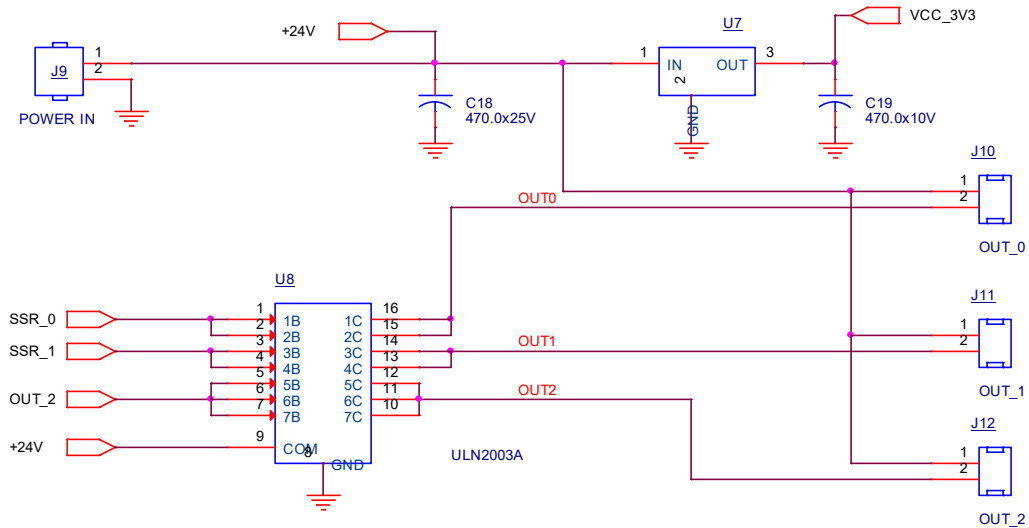 +24V
U7
VCC_3V3
J9
1
2
POWER IN
1
IN
2
GND
OUT
3
C18
470.0x25V
C19
470.0x10V
J10
1
2
OUT_0
OUT0
U8
SSR_0
SSR_1
OUT_2
+24V
1
2
3
4
5
6
7
9
1B
2B
3B
4B
5B
6B
7B
COM
8
GND
1C
2C
3C
4C
5C
6C
7C
16
15
14
13
12
11
10
ULN2003A
OUT1
OUT2
J11
1
2
OUT_1
J12
1
2
OUT_2